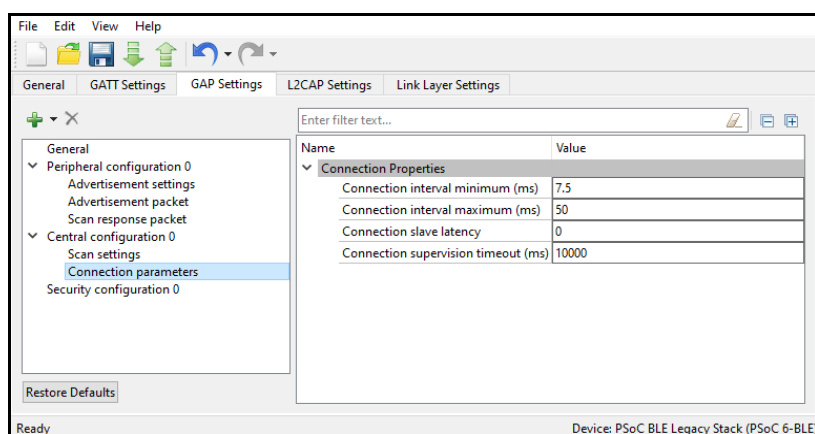 File Edit View Help
General GATT Settings GAP Settings L2CAP Settings Link Layer Settings
Enter filter text...
General
Peripheral configuration 0
Advertisement settings
Advertisement packet
Scan response packet
Central configuration 0
Scan settings
Connection parameters
Security configuration 0
Restore Defaults
Name Value
Connection Properties
Connection interval minimum (ms) 7.5
Connection interval maximum (ms) 50
Connection slave latency 0
Connection supervision timeout (ms) 10000
Ready Device: PSoC BLE Legacy Stack (PSoC 6-BLE)